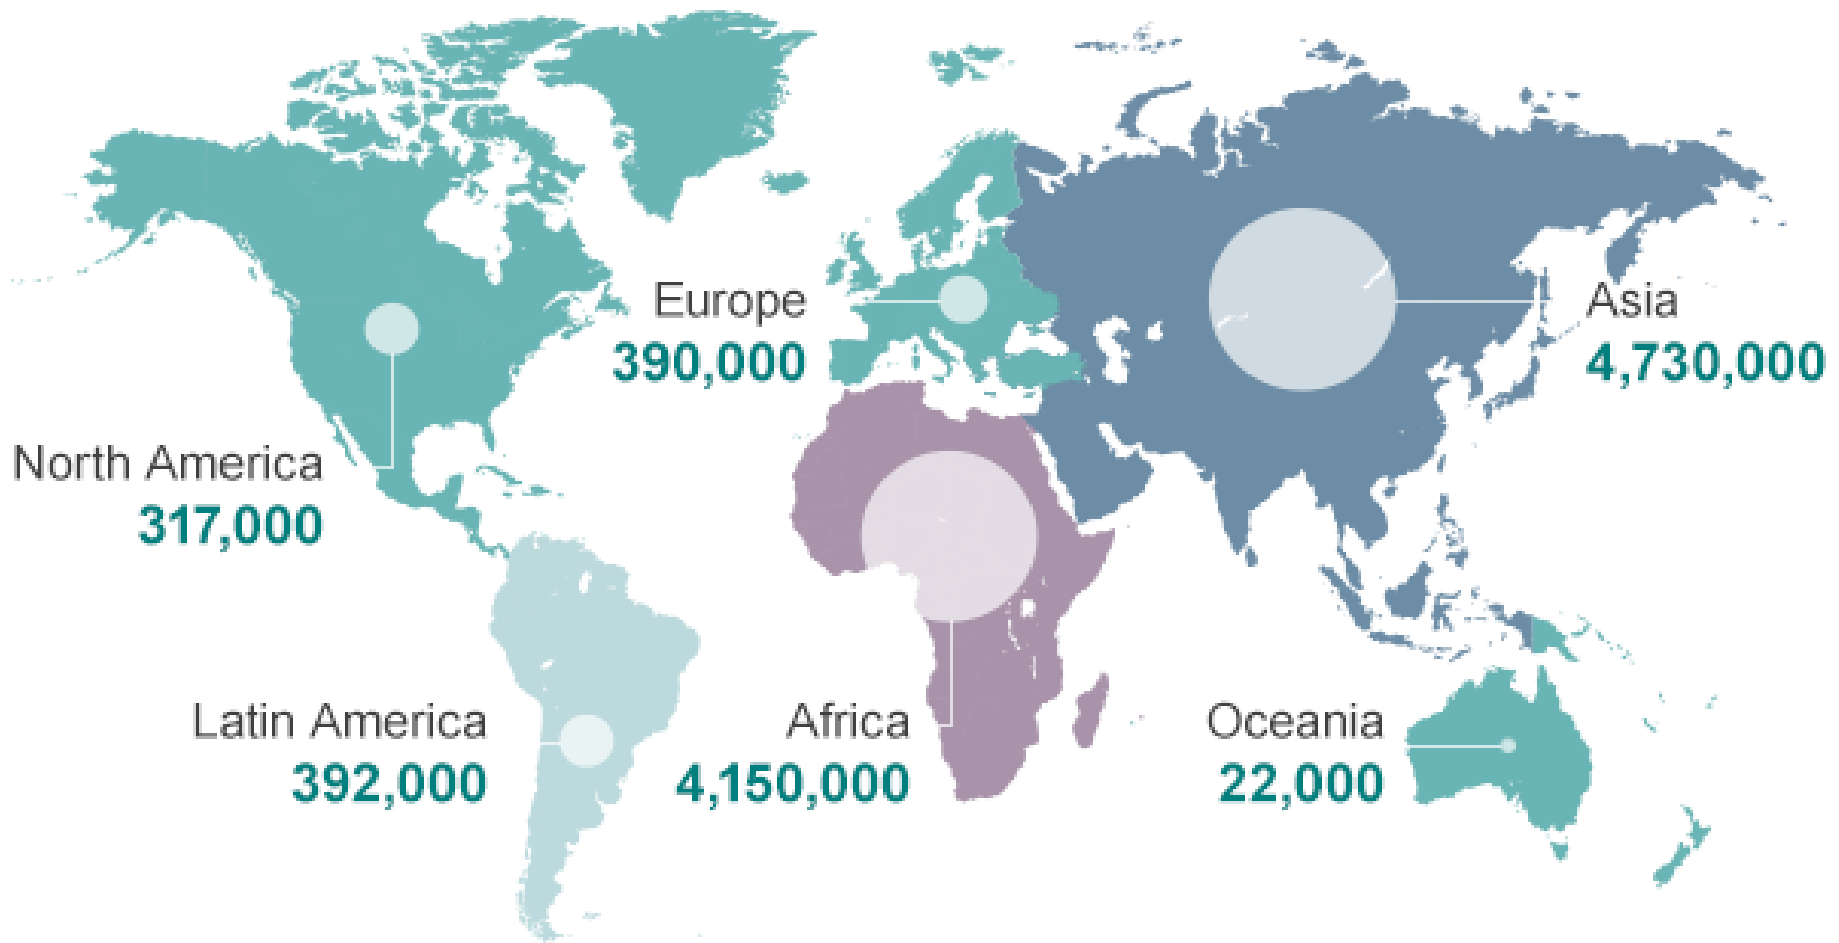 Europe
390,000
Asia
4,730,000
North America
317,000
Latin America
392,000
Africa
4,150,000
Oceania
22,000